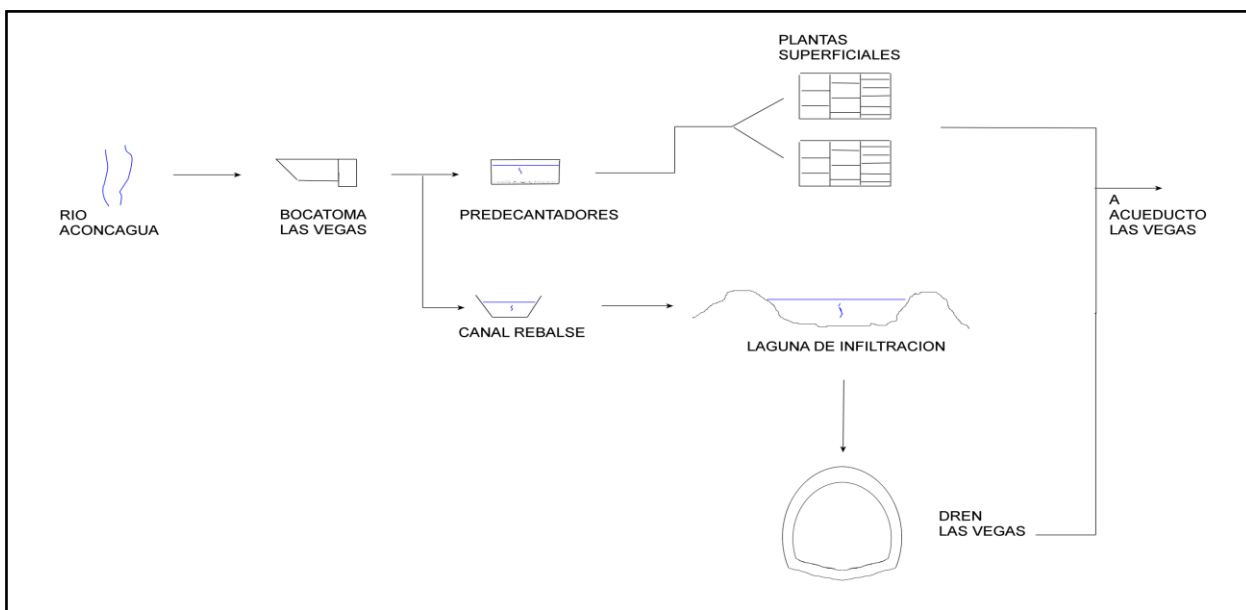 PLANTAS
SUPERFICIALES
RIO
ACONCAGUA
BOCATOMA
LAS VEGAS
PREDECANTADORES
A
ACUEDUCTO
LAS VEGAS
CANAL REBALSE
LAGUNA DE INFILTRACION
DREN
LAS VEGAS